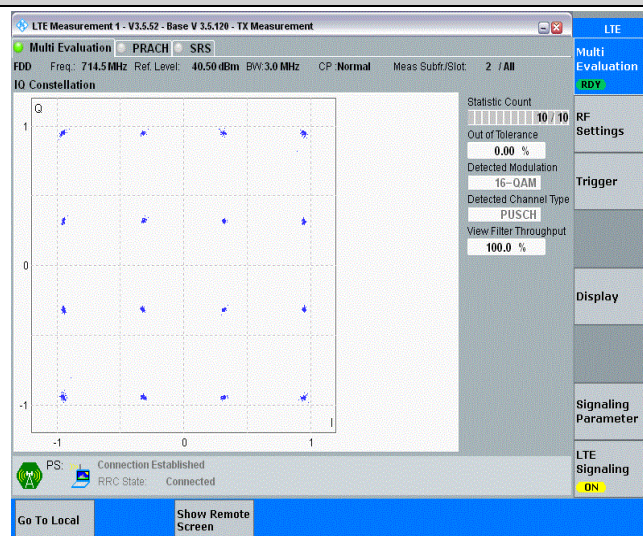 LTE Measurement 1 - V3.5.52 - Base V 3.5.120 - TX Measurement
LTE
Multi Evaluation PRACH SRS
Multi
Evaluation
RDY
FDD Freq.: 714.5 MHz Ref. Level: 40.50 dBm BW: 3.0 MHz CP: Normal Meas Subfr./Slot: 2 / All
IQ Constellation
Statistic Count
10 / 10
Out of Tolerance
0.00 %
Detected Modulation
16-QAM
Detected Channel Type
PUSCH
View Filter Throughput
100.0 %
Q
1
0
-1
I
-1 0 1
RF
Settings
Trigger
Display
Signaling
Parameter
LTE
Signaling
ON
PS: Connection Established
RRC State: Connected
Go To Local
Show Remote
Screen